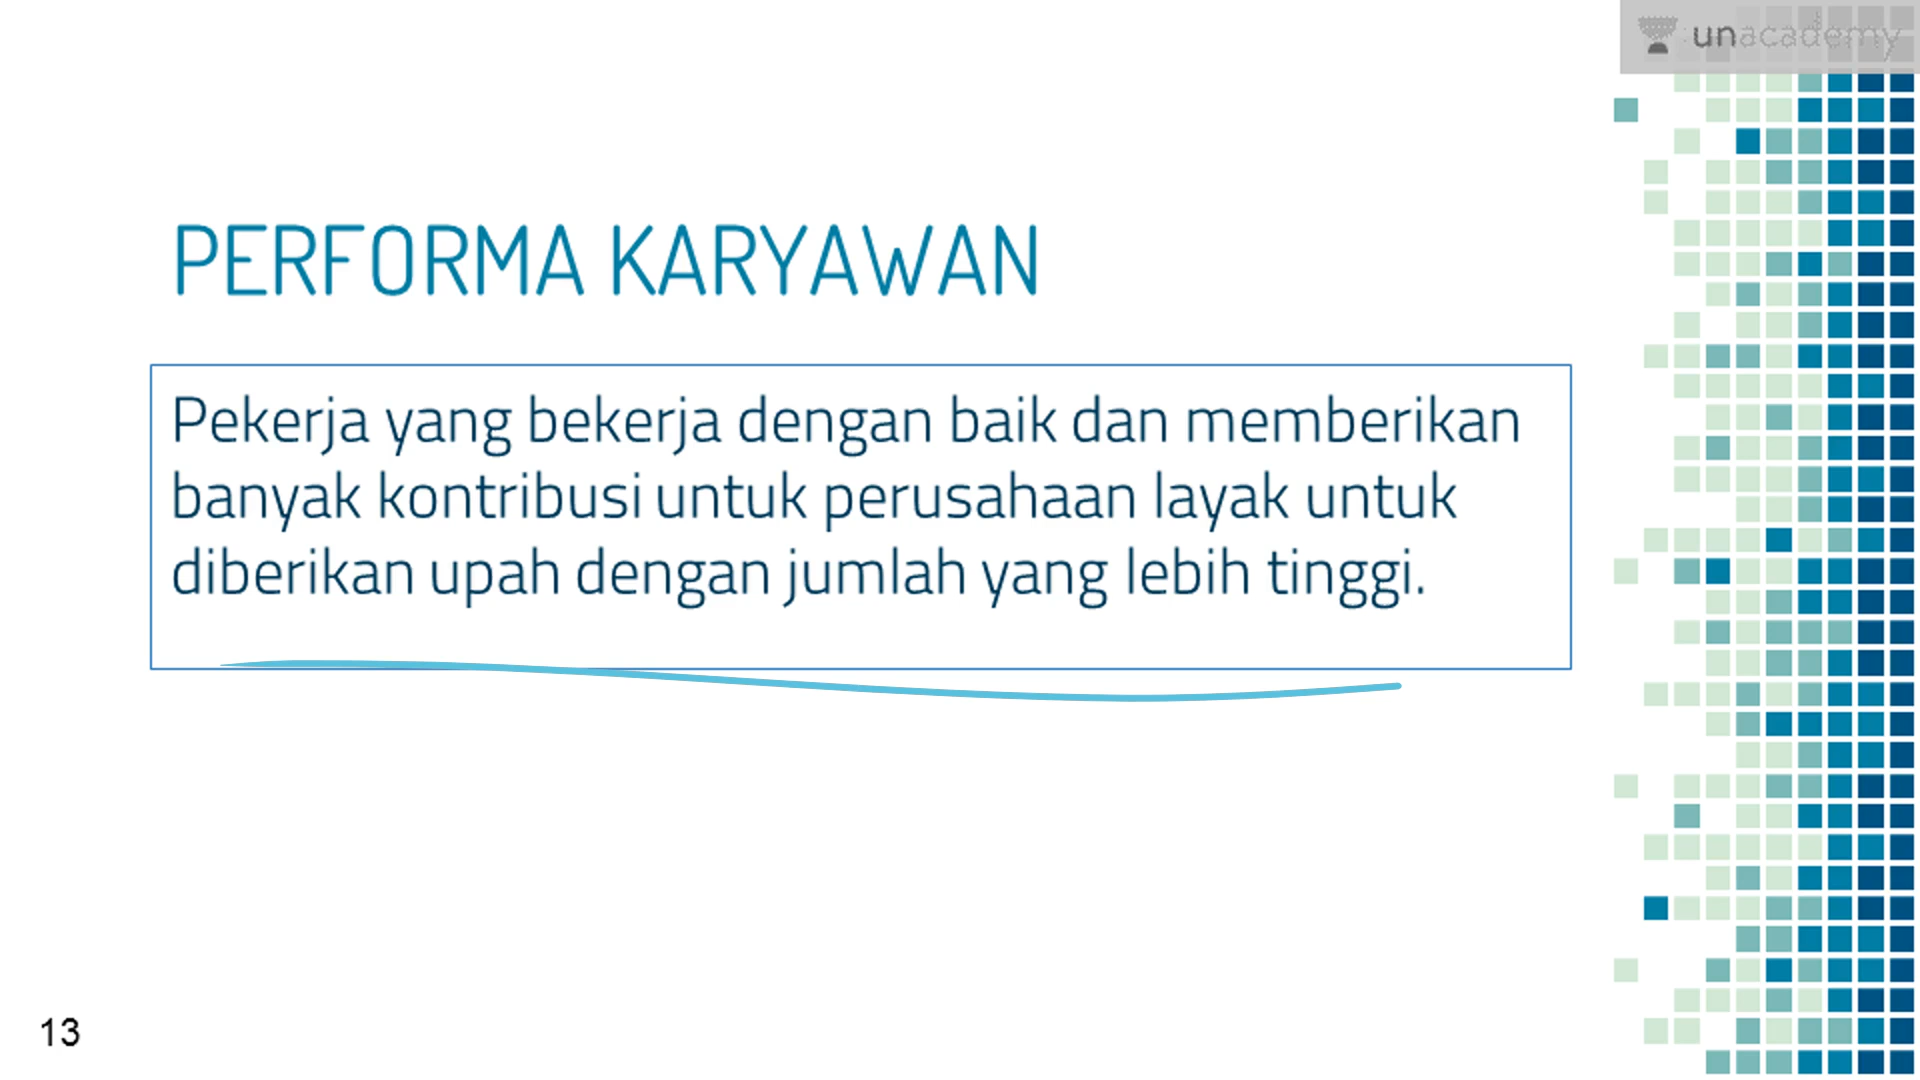 unacademy
PERFORMA KARYAWAN
Pekerja yang bekerja dengan baik dan memberikan
banyak kontribusi untuk perusahaan layak untuk
diberikan upah dengan jumlah yang lebih tinggi.
13